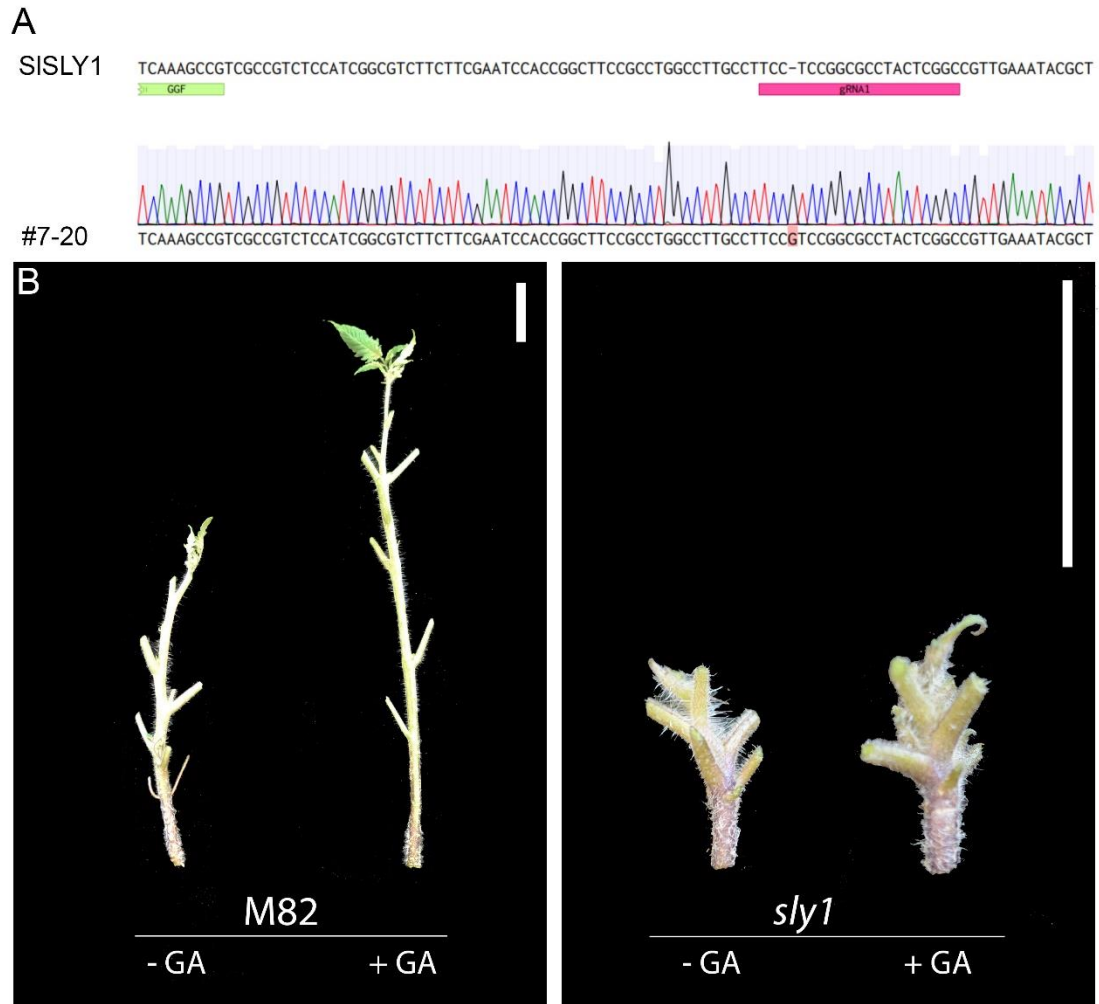 A
SlSLY1 TCAAAGCCGTCGCCGTCTCCATCGGCGTCTTCTTCGAATCCACCGGCTTCCGCCTGGCCTTGCCTTCC-TCCGGCGCCTACTCGGCCGTTGAAATACGCT
GGF gRNA1
#7-20 TCAAAGCCGTCGCCGTCTCCATCGGCGTCTTCTTCGAATCCACCGGCTTCCGCCTGGCCTTGCCTTCCGTCCGGCGCCTACTCGGCCGTTGAAATACGCT
B
M82
- GA + GA
sly1
- GA + GA